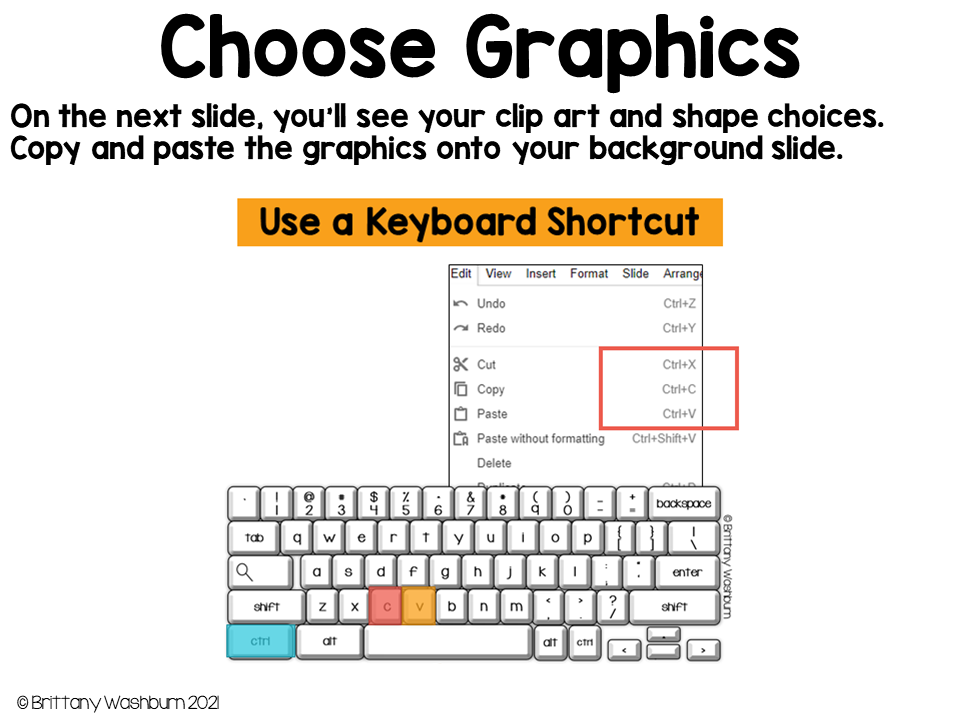 Choose Graphics
On the next slide, you'll see your clip art and shape choices.
Copy and paste the graphics onto your background slide.
Use a Keyboard Shortcut
Edit View Insert Format Slide Arrange
Undo Ctrl+Z
Redo Ctrl+Y
Cut Ctrl+X
Copy Ctrl+C
Paste Ctrl+V
Paste without formatting Ctrl+Shift+V
Delete
@ $ % & ( ) _ + backspace
1 2 3 4 5 6 7 8 9 0 - =
tab q w e r t y u i o p { [ } ] | \
a s d f g h j k l : ; enter
shift z x c v b n m < , > . ? / shift
ctrl alt alt ctrl < >
© Brittany Washburn
© Brittany Washburn 2021